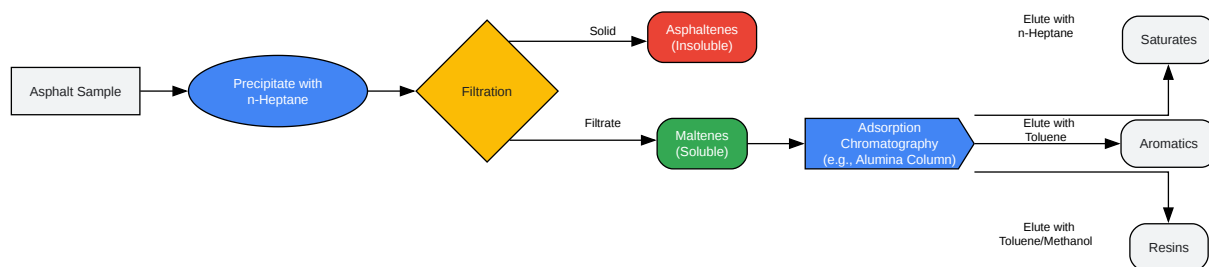 Asphalt Sample
Precipitate with
n-Heptane
Filtration
Solid
Asphaltenes
(Insoluble)
Filtrate
Maltenes
(Soluble)
Adsorption
Chromatography
(e.g., Alumina Column)
Elute with
n-Heptane
Saturates
Elute with
Toluene
Aromatics
Elute with
Toluene/Methanol
Resins